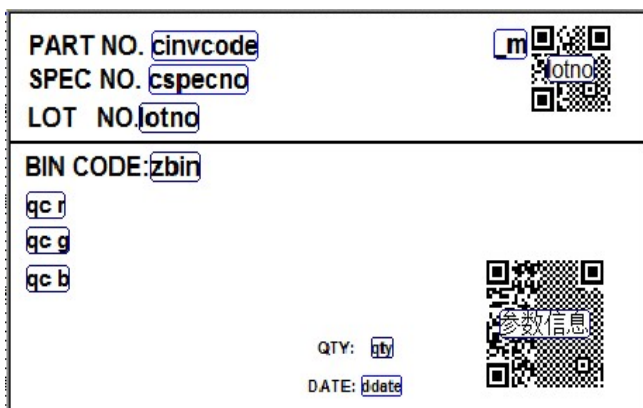 PART NO. cinvcode
_m
SPEC NO. cspecno
lotno
LOT NO. lotno
BIN CODE: zbin
qc r
qc g
qc b
参数信息
QTY: qty
DATE: ddate